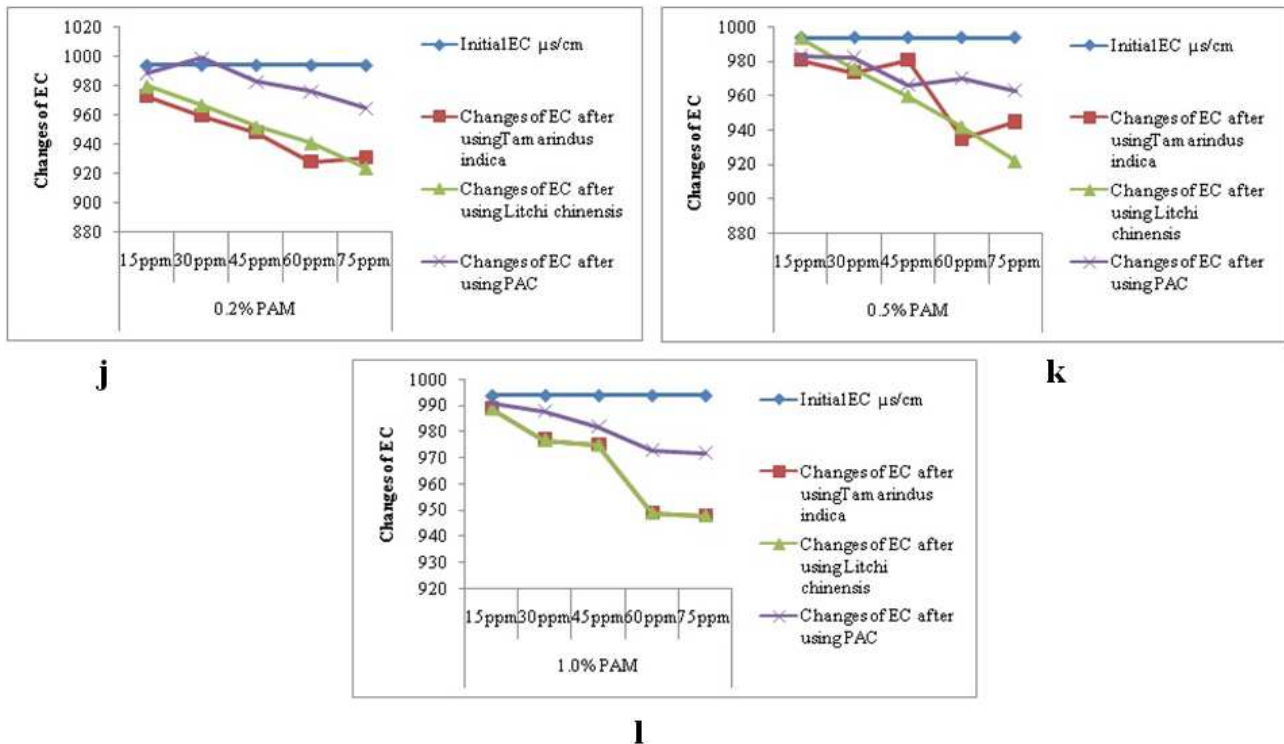 1020
1000
980
960
940
920
900
880
Changes of EC
15ppm 30ppm 45ppm 60ppm 75ppm
0.2% PAM
Initial EC µs/cm
Changes of EC after
using Tamarindus
indica
Changes of EC after
using Litchi chinensis
Changes of EC after
using PAC
j
1000
980
960
940
920
900
880
Changes of EC
15ppm 30ppm 45ppm 60ppm 75ppm
0.5% PAM
Initial EC µs/cm
Changes of EC after
using Tamarindus
indica
Changes of EC after
using Litchi
chinensis
Changes of EC after
using PAC
k
1000
990
980
970
960
950
940
930
920
Changes of EC
15ppm 30ppm 45ppm 60ppm 75ppm
1.0% PAM
Initial EC µs/cm
Changes of EC after
using Tamarindus
indica
Changes of EC after
using Litchi
chinensis
Changes of EC after
using PAC
l